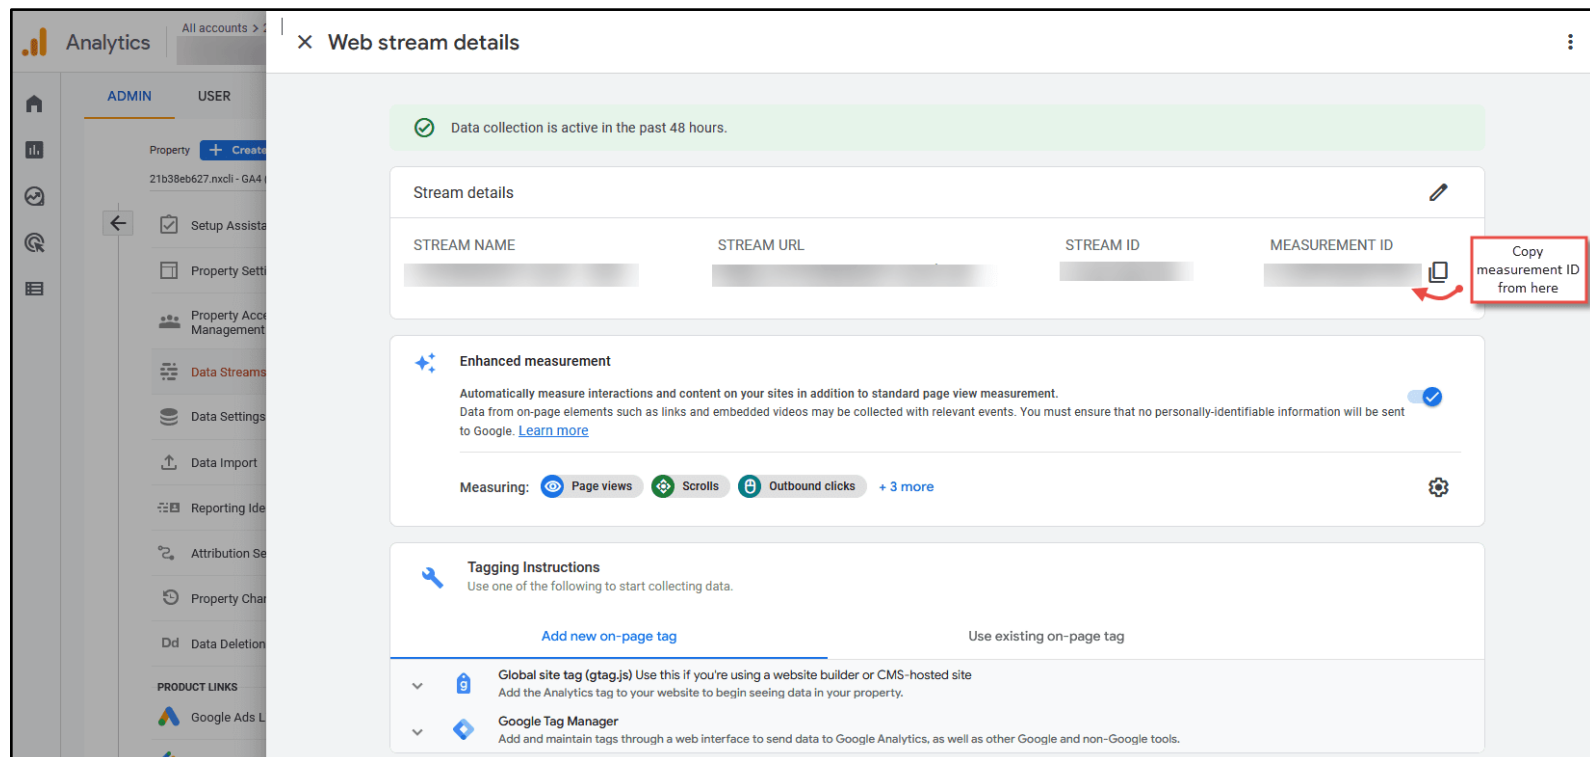 Analytics
All accounts >
Web stream details
ADMIN
USER
Property
Create
21b38eb627.nxcli - GA4
Setup Assista
Property Setti
Property Acce
Management
Data Streams
Data Settings
Data Import
Reporting Ide
Attribution Se
Property Char
Dd Data Deletion
PRODUCT LINKS
Google Ads L
Data collection is active in the past 48 hours.
Stream details
STREAM NAME
STREAM URL
STREAM ID
MEASUREMENT ID
Copy
measurement ID
from here
Enhanced measurement
Automatically measure interactions and content on your sites in addition to standard page view measurement.
Data from on-page elements such as links and embedded videos may be collected with relevant events. You must ensure that no personally-identifiable information will be sent
to Google. Learn more
Measuring: Page views Scrolls Outbound clicks + 3 more
Tagging Instructions
Use one of the following to start collecting data.
Add new on-page tag
Use existing on-page tag
g
Global site tag (gtag.js) Use this if you're using a website builder or CMS-hosted site
Add the Analytics tag to your website to begin seeing data in your property.
Google Tag Manager
Add and maintain tags through a web interface to send data to Google Analytics, as well as other Google and non-Google tools.